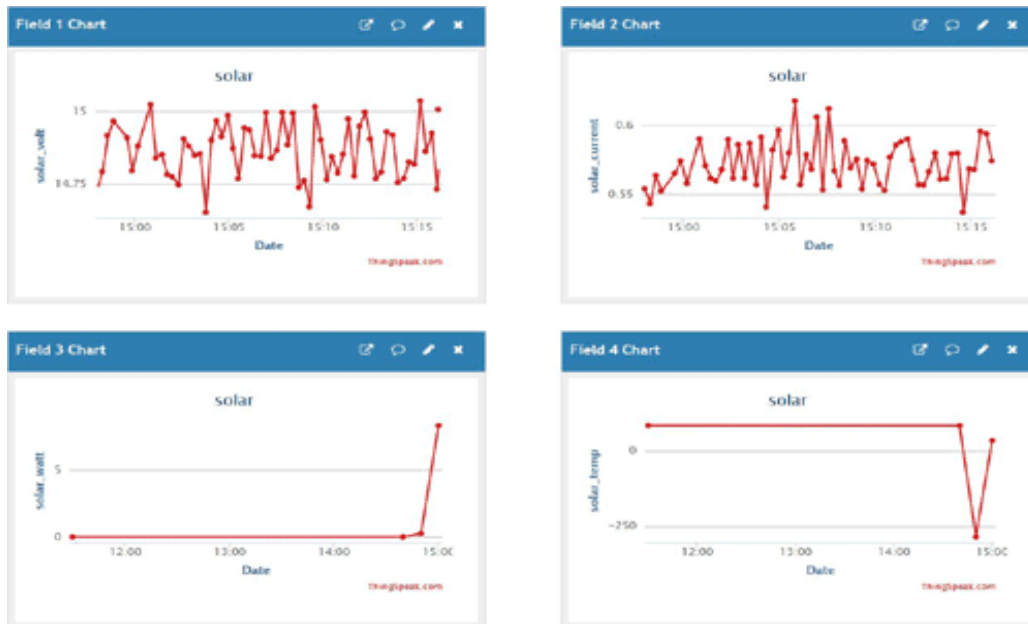 Field 1 Chart
solar
solar_volt
15
14.75
15:00
15:05
15:10
15:15
Date
ThingSpeak.com
Field 2 Chart
solar
solar_current
0.6
0.55
15:00
15:05
15:10
15:15
Date
ThingSpeak.com
Field 3 Chart
solar
solar_watt
5
0
12:00
13:00
14:00
15:00
Date
ThingSpeak.com
Field 4 Chart
solar
solar_temp
0
-250
12:00
13:00
14:00
15:00
Date
ThingSpeak.com